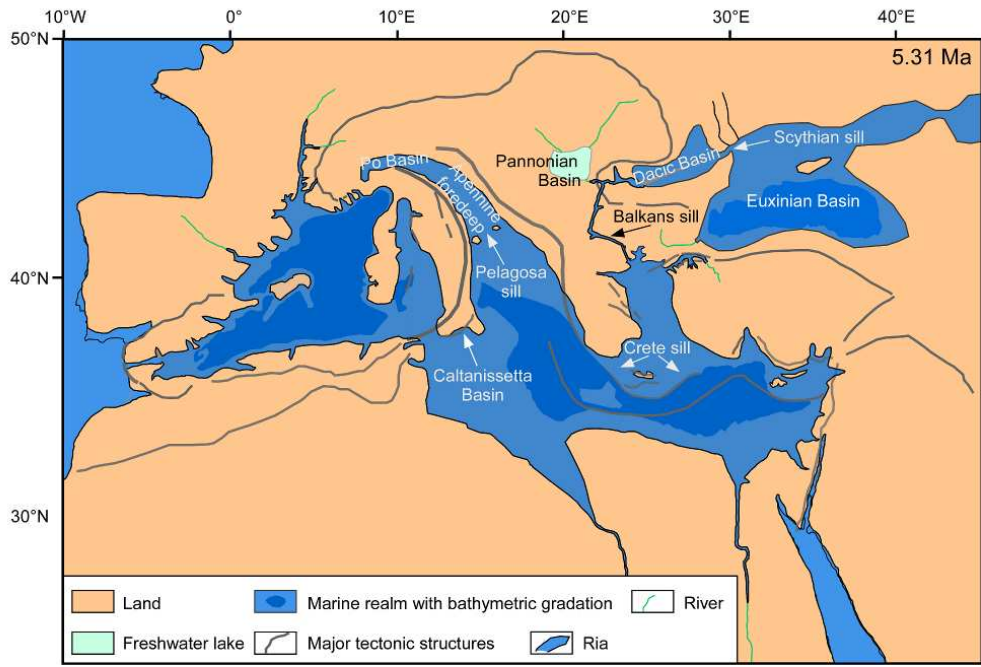 10°W
0°
10°E
20°E
30°E
40°E
50°N
5.31 Ma
Scythian sill
Po Basin
Pannonian
Basin
Dacic Basin
Apennine
foredeep
Euxinian Basin
Balkans sill
40°N
Pelagosa
sill
Crete sill
Caltanissetta
Basin
30°N
Land
Marine realm with bathymetric gradation
River
Freshwater lake
Major tectonic structures
Ria